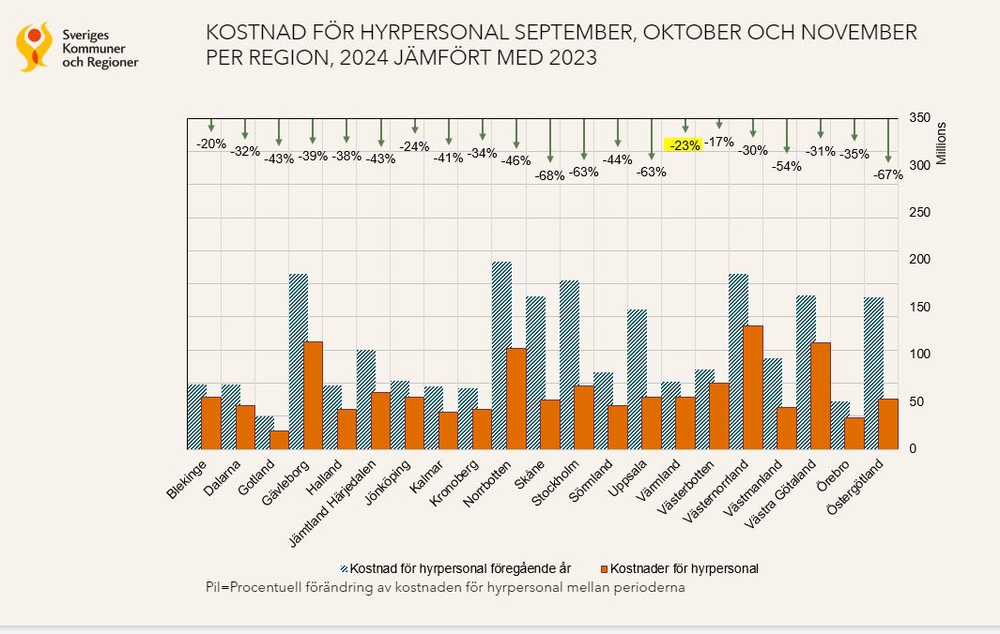 Sveriges
Kommuner
och Regioner
KOSTNAD FÖR HYRPERSONAL SEPTEMBER, OKTOBER OCH NOVEMBER
PER REGION, 2024 JÄMFÖRT MED 2023
-20%
-32%
-43%
-39%
-38%
-43%
-24%
-41%
-34%
-46%
-68%
-63%
-44%
-63%
-23%
-17%
-30%
-54%
-31%
-35%
-67%
350
300
250
200
150
100
50
0
Millions
Blekinge
Dalarna
Gotland
Gävleborg
Halland
Jämtland Härjedalen
Jönköping
Kalmar
Kronoberg
Norrbotten
Skåne
Stockholm
Sörmland
Uppsala
Värmland
Västerbotten
Västernorrland
Västmanland
Västra Götaland
Örebro
Östergötland
Kostnad för hyrpersonal föregående år
Kostnader för hyrpersonal
Pil=Procentuell förändring av kostnaden för hyrpersonal mellan perioderna